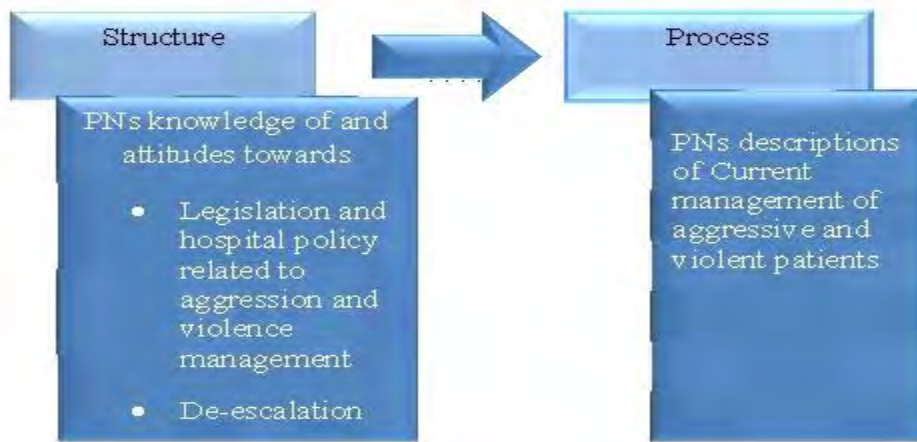 Structure
PNs knowledge of and
attitudes towards
• Legislation and
hospital policy
related to
aggression and
violence
management
• De-escalation
Process
PNs descriptions
of Current
management of
aggressive and
violent patients